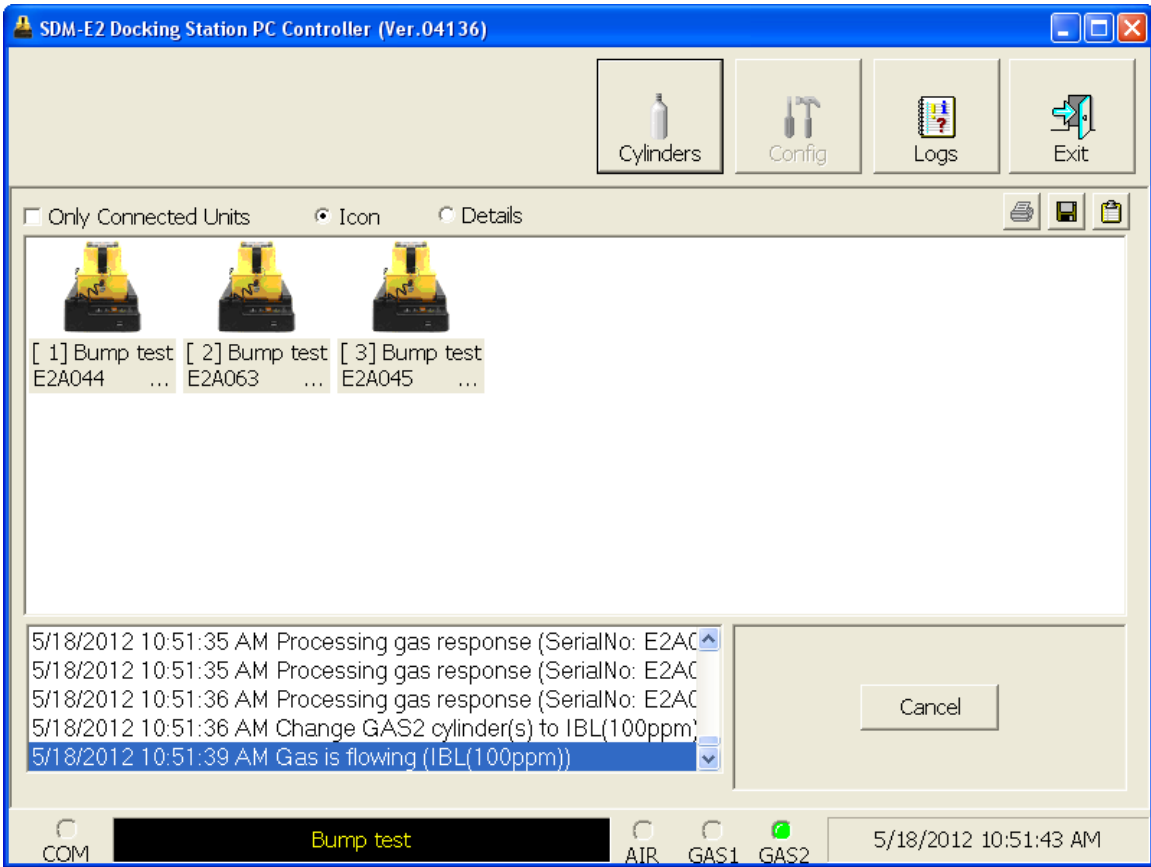 SDM-E2 Docking Station PC Controller (Ver.04136)
Cylinders
Config
Logs
Exit
Only Connected Units
Icon
Details
[ 1] Bump test
E2A044 ...
[ 2] Bump test
E2A063 ...
[ 3] Bump test
E2A045 ...
5/18/2012 10:51:35 AM Processing gas response (SerialNo: E2A0
5/18/2012 10:51:35 AM Processing gas response (SerialNo: E2A0
5/18/2012 10:51:36 AM Processing gas response (SerialNo: E2A0
5/18/2012 10:51:36 AM Change GAS2 cylinder(s) to IBL(100ppm)
5/18/2012 10:51:39 AM Gas is flowing (IBL(100ppm))
Cancel
COM
Bump test
AIR
GAS1
GAS2
5/18/2012 10:51:43 AM